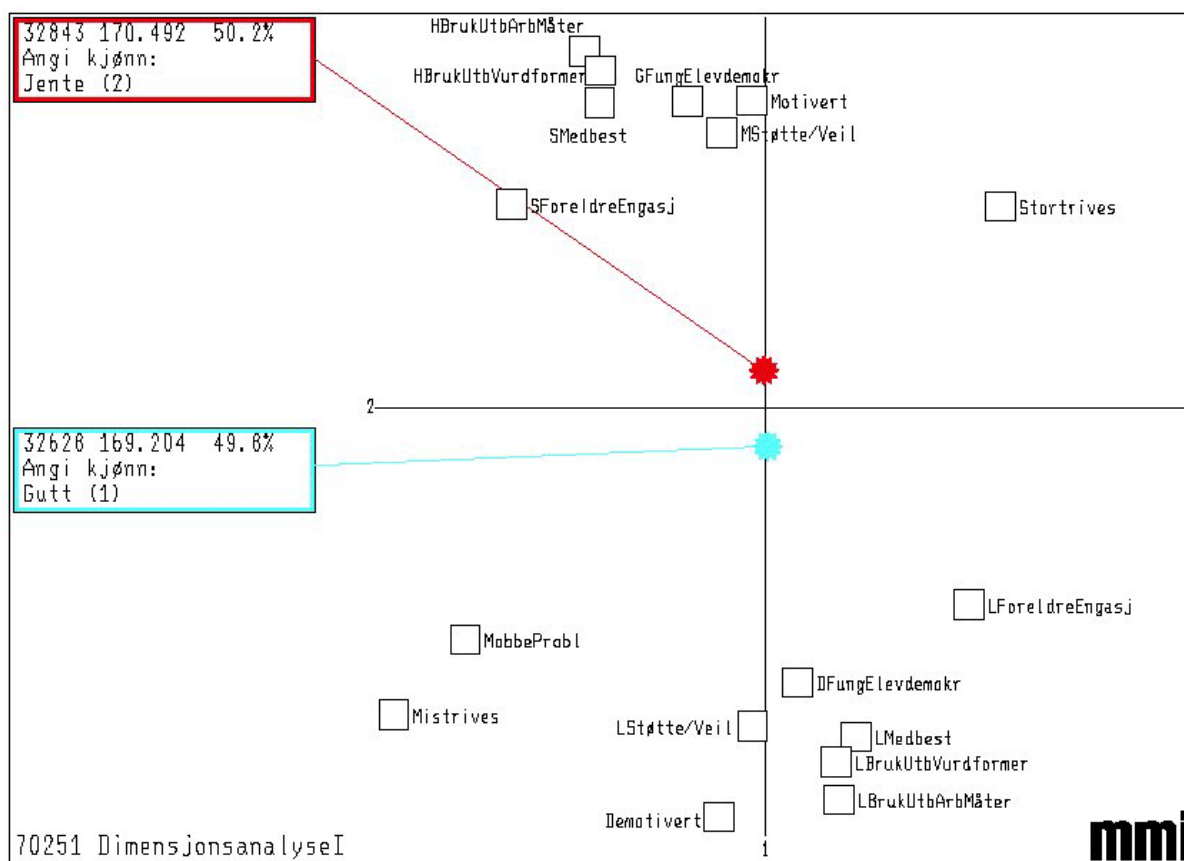 32843 170.492 50.2%
Angi kjønn:
Jente (2)
HBrukUtbArbMåter
HBrukUtbVurdformer
GFungElevdemokr
Motivert
SMedbest
MStøtte/Veil
SForeldreEngasj
Stortrives
2
32628 169.204 49.8%
Angi kjønn:
Gutt (1)
LForeldreEngasj
MobbeProbl
DFungElevdemokr
Mistrives
LStøtte/Veil
LMedbest
LBrukUtbVurdformer
LBrukUtbArbMåter
Demotivert
70251 DimensjonsanalyseI
1
mmi